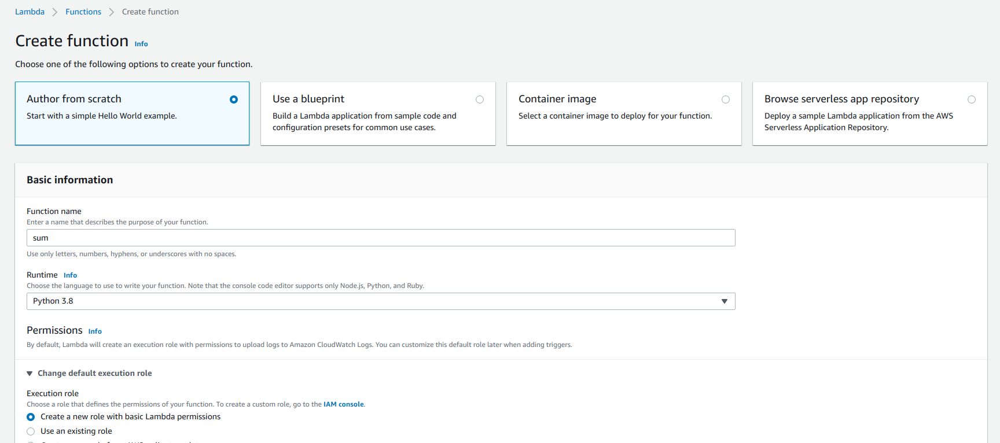 Lambda > Functions > Create function
Create function Info
Choose one of the following options to create your function.
Author from scratch
Start with a simple Hello World example.
Use a blueprint
Build a Lambda application from sample code and
configuration presets for common use cases.
Container image
Select a container image to deploy for your function.
Browse serverless app repository
Deploy a sample Lambda application from the AWS
Serverless Application Repository.
Basic information
Function name
Enter a name that describes the purpose of your function.
sum
Use only letters, numbers, hyphens, or underscores with no spaces.
Runtime Info
Choose the language to use to write your function. Note that the console code editor supports only Node.js, Python, and Ruby.
Python 3.8
Permissions Info
By default, Lambda will create an execution role with permissions to upload logs to Amazon CloudWatch Logs. You can customize this default role later when adding triggers.
Change default execution role
Execution role
Choose a role that defines the permissions of your function. To create a custom role, go to the IAM console.
Create a new role with basic Lambda permissions
Use an existing role